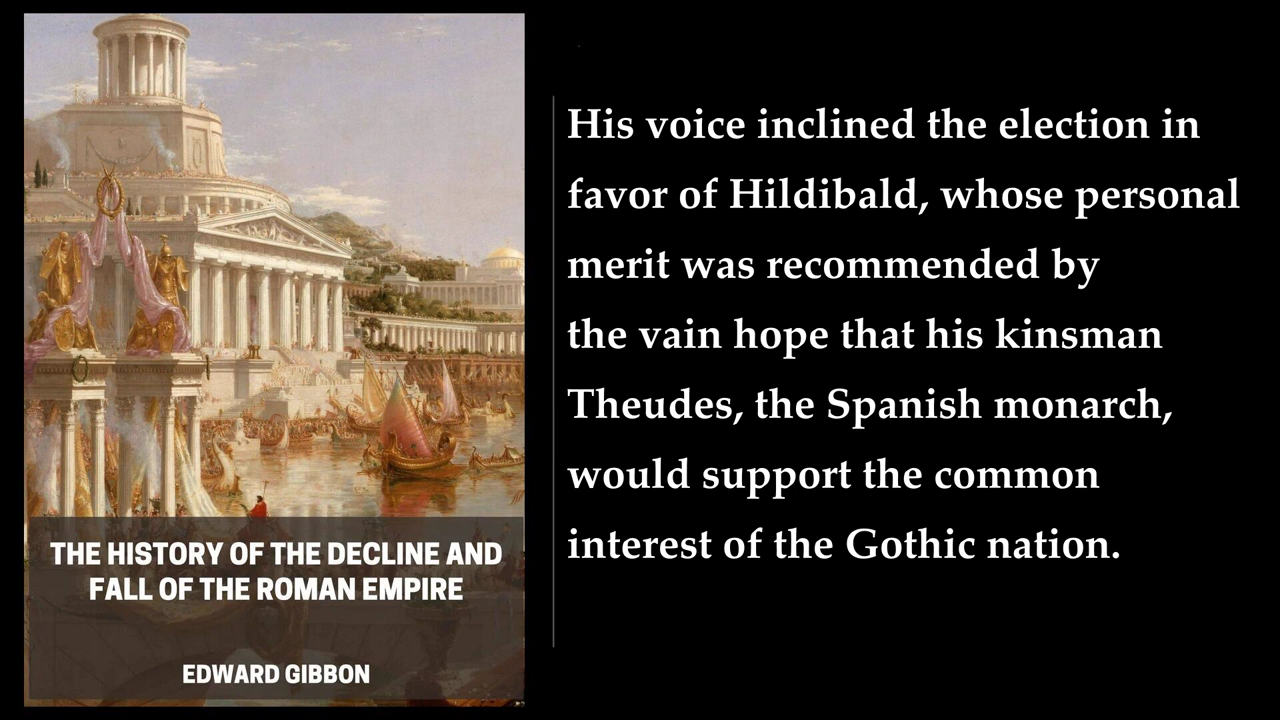 His voice inclined the election in
favor of Hildibald, whose personal
merit was recommended by
the vain hope that his kinsman
Theudes, the Spanish monarch,
would support the common
interest of the Gothic nation.
THE HISTORY OF THE DECLINE AND
FALL OF THE ROMAN EMPIRE
EDWARD GIBBON